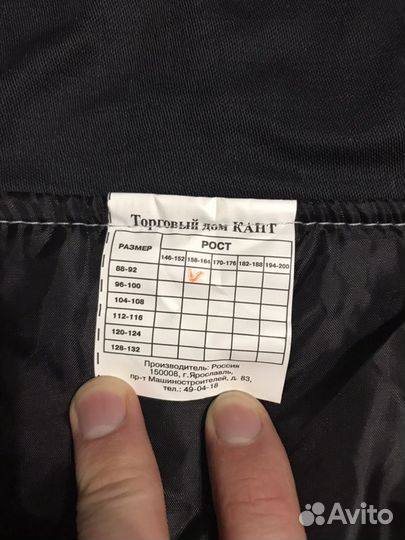 Торговый дом КАНТ
РАЗМЕР РОСТ
146-152 158-164 170-176 182-188 194-200
88-92
96-100
104-108
112-116
120-124
128-132
Производитель: Россия
150008, г.Ярославль,
пр-т Машиностроителей, д. 83,
тел.: 49-04-18
Avito